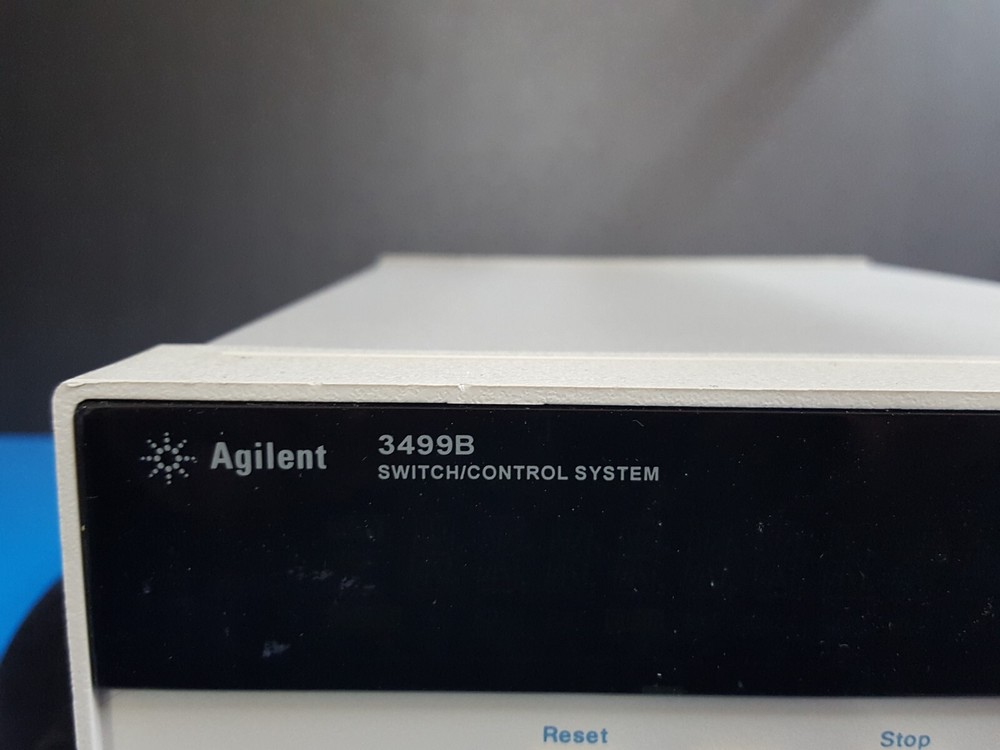 Agilent 3499B
SWITCH/CONTROL SYSTEM
Reset Stop